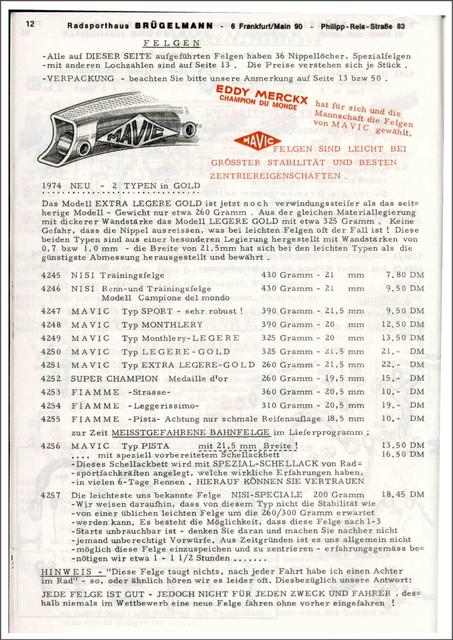 12 Radsporthaus BRÜGELMANN - 6 Frankfurt/Main 90 - Philipp-Reis-Straße 83
FELGEN
-Alle auf DIESER SEITE aufgeführten Felgen haben 36 Nippellöcher, Spezialfelgen
-mit anderen Lochzahlen sind auf Seite 13 . Die Preise verstehen sich je Stück .
-VERPACKUNG - beachten Sie bitte unsere Anmerkung auf Seite 13 bzw 50 .
EDDY MERCKX
CHAMPION DU MONDE
hat für sich und die
Mannschaft die Felgen
von MAVIC gewählt.
MAVIC
MAVIC
FELGEN SIND LEICHT BEI
GRÖSSTER STABILITÄT UND BESTEN
ZENTRIEREIGENSCHAFTEN .
1974 NEU - 2 TYPEN in GOLD
Das Modell EXTRA LEGERE GOLD ist jetzt noch verwindungssteifer als das seit=
herige Modell - Gewicht nur etwa 260 Gramm . Aus der gleichen Materiallegierung
mit dickerer Wandstärke das Modell LEGERE GOLD mit etwa 325 Gramm . Keine
Gefahr, dass die Nippel ausreissen, was bei leichten Felgen oft der Fall ist ! Diese
beiden Typen sind aus einer besonderen Legierung hergestellt mit Wandstärken von
0,7 bzw 1,0 mm - die Breite von 21,5mm hat sich bei den leichten Typen als die
günstigste Abmessung herausgestellt und bewährt .
4245 NISI Trainingsfelge 430 Gramm - 21 mm 7,80 DM
4246 NISI Renn-und Trainingsfelge 430 Gramm - 21 mm 9,50 DM
Modell Campione del mondo
4247 MAVIC Typ SPORT - sehr robust ! 390 Gramm - 21,5 mm 9,50 DM
4248 MAVIC Typ MONTHLERY 390 Gramm - 20 mm 12,50 DM
4249 MAVIC Typ Monthlery-LEGERE 325 Gramm - 20 mm 13,50 DM
4250 MAVIC Typ LEGERE-GOLD 325 Gramm - 21,5 mm 21,- DM
4251 MAVIC Typ EXTRA LEGERE-GOLD 260 Gramm - 21,5 mm 22,- DM
4252 SUPER CHAMPION Medaille d'or 260 Gramm - 19,5 mm 15,- DM
4253 FIAMME -Strasse- 360 Gramm - 20,5 mm 10,- DM
4254 FIAMME -Leggerissimo- 310 Gramm - 20,5 mm 19,- DM
4255 FIAMME -Pista- Achtung nur schmale Reifenauflage 18,5 mm 10,- DM
zur Zeit MEISTGEFAHRENE BAHNFELGE im Lieferprogramm ;
4256 MAVIC Typ PISTA mit 21,5 mm Breite ! 13,50 DM
.... mit speziell vorbereitetem Schellackbett 16,50 DM
-Dieses Schellackbett wird mit SPEZIAL-SCHELLACK von Rad=
-sportfachkräften angelegt, welche wirkliche Erfahrungen haben,
-in vielen 6-Tage Rennen . HIERAUF KÖNNEN SIE VERTRAUEN
4257 Die leichteste uns bekannte Felge NISI-SPECIALE 200 Gramm 18,45 DM
-Wir weisen daraufhin, dass von diesem Typ nicht die Stabilität wie
-von einer üblichen leichten Felge um die 260/300 Gramm erwartet
-werden kann. Es besteht die Möglichkeit, dass diese Felge nach 1-3
-Starts unbrauchbar ist - denken Sie daran und machen Sie nachher nicht
-jemand unberechtigt Vorwürfe. Aus Zeitgründen ist es uns allgemein nicht
-möglich diese Felge einzuspeichen und zu zentrieren - erfahrungsgemäss be=
-nötigen wir etwa 1 - 1 1/2 Stunden .......
HINWEIS - "Diese Felge taugt nichts, nach jeder Fahrt habe ich einen Achter
im Rad" - so, oder ähnlich hören wir es leider oft. Diesbezüglich unsere Antwort:
JEDE FELGE IST GUT - JEDOCH NICHT FÜR JEDEN ZWECK UND FAHRER , des=
halb niemals im Wettbewerb eine neue Felge fahren ohne vorher eingefahren !